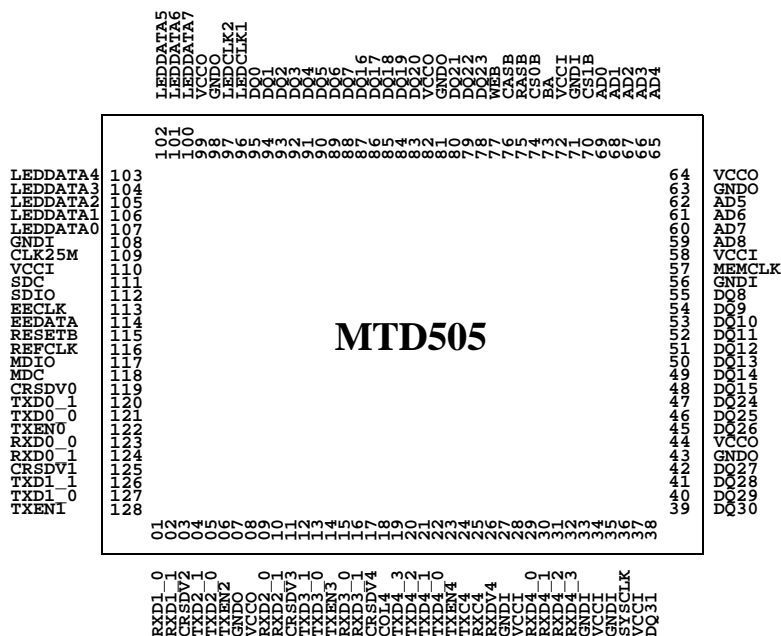 LEDDATA5 102
LEDDATA6 101
LEDDATA7 100
VCCO 99
GNDO 98
LEDCLK2 97
LEDCLK1 96
DQ0 95
DQ1 94
DQ2 93
DQ3 92
DQ4 91
DQ5 90
DQ6 89
DQ7 88
DQ16 87
DQ17 86
DQ18 85
DQ19 84
DQ20 83
VCCO 82
GNDO 81
DQ21 80
DQ22 79
DQ23 78
WEB 77
CASB 76
RASB 75
CS0B 74
BA 73
VCCI 72
GNDI 71
CS1B 70
AD0 69
AD1 68
AD2 67
AD3 66
AD4 65
LEDDATA4 103
LEDDATA3 104
LEDDATA2 105
LEDDATA1 106
LEDDATA0 107
GNDI 108
CLK25M 109
VCCI 110
SDC 111
SDIO 112
EECLK 113
EEDATA 114
RESETB 115
REFCLK 116
MDIO 117
MDC 118
CRSDV0 119
TXD0_1 120
TXD0_0 121
TXEN0 122
RXD0_0 123
RXD0_1 124
CRSDV1 125
TXD1_1 126
TXD1_0 127
TXENI 128
MTD505
64 VCCO
63 GNDO
62 AD5
61 AD6
60 AD7
59 AD8
58 VCCI
57 MEMCLK
56 GNDI
55 DQ8
54 DQ9
53 DQ10
52 DQ11
51 DQ12
50 DQ13
49 DQ14
48 DQ15
47 DQ24
46 DQ25
45 DQ26
44 VCCO
43 GNDO
42 DQ27
41 DQ28
40 DQ29
39 DQ30
RXD1_0 01
RXD1_1 02
CRSDV2 03
TXD2_1 04
TXD2_0 05
TXEN2 06
GNDO 07
VCCO 08
RXD2_0 09
RXD2_1 10
CRSDV3 11
TXD3_1 12
TXD3_0 13
TXEN3 14
RXD3_0 15
RXD3_1 16
CRSDV4 17
COL4 18
TXD4_3 19
TXD4_2 20
TXD4_1 21
TXD4_0 22
TXEN4 23
TXC4 24
RXC4 25
RXDV4 26
GNDI 27
VCCI 28
RXD4_0 29
RXD4_1 30
RXD4_2 31
RXD4_3 32
GNDI 33
VCCI 34
GNDI 35
SYSCLK 36
VCCI 37
DQ31 38